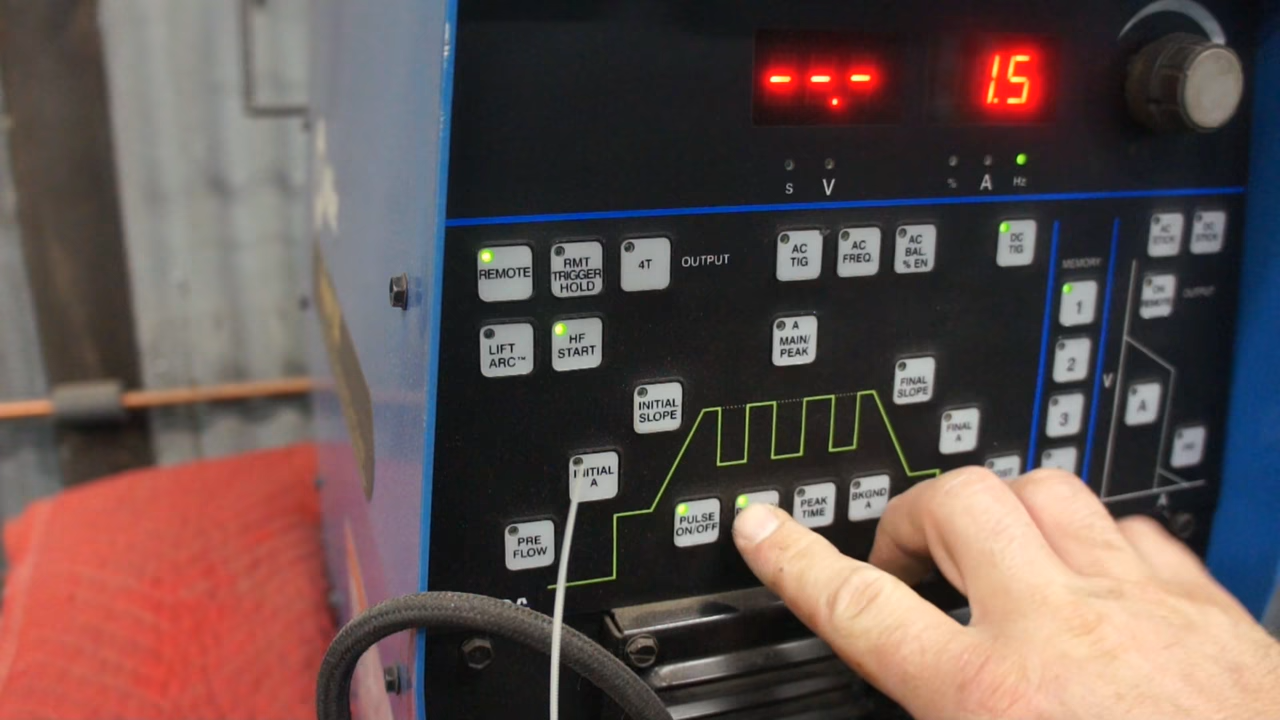 ---.
1.5
S
V
%
A
Hz
REMOTE
RMT
TRIGGER
HOLD
4T
OUTPUT
AC
TIG
AC
FREQ.
AC
BAL.
% EN
DC
TIG
MEMORY
1
2
3
AC
STICK
DC
STICK
ON
REMOTE
OUTPUT
LIFT
ARC™
HF
START
A
MAIN/
PEAK
INITIAL
SLOPE
FINAL
SLOPE
V
A
FINAL
A
INITIAL
A
PULSE
ON/OFF
PEAK
TIME
BKGND
A
PRE
FLOW
A